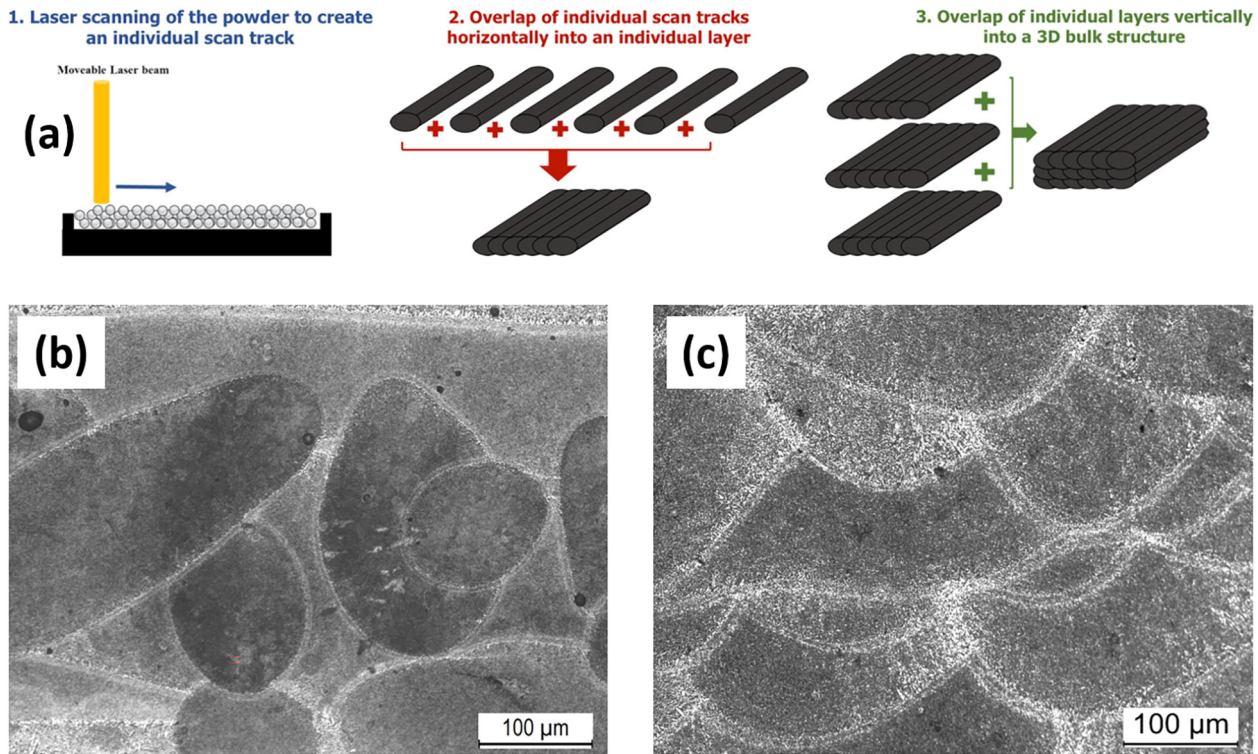 1. Laser scanning of the powder to create
an individual scan track
2. Overlap of individual scan tracks
horizontally into an individual layer
3. Overlap of individual layers vertically
into a 3D bulk structure
Moveable Laser beam
(a)
(b)
(c)
100 µm
100 µm